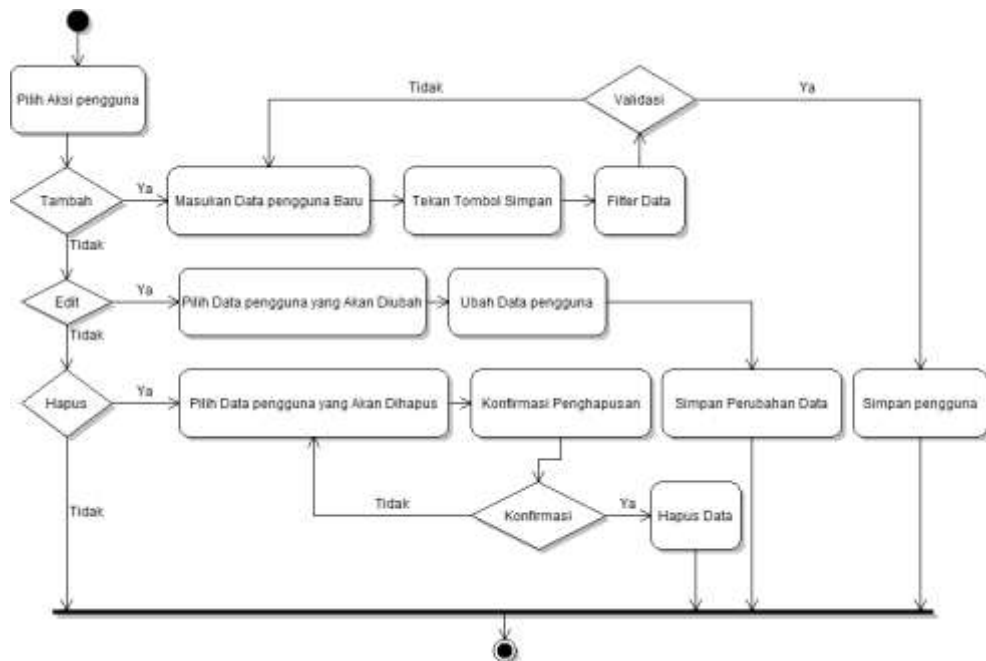 Pilih Aksi pengguna
Tidak
Validasi
Ya
Tambah
Ya
Masukan Data pengguna Baru
Tekan Tombol Simpan
Filter Data
Tidak
Edit
Ya
Pilih Data pengguna yang Akan Diubah
Ubah Data pengguna
Tidak
Hapus
Ya
Pilih Data pengguna yang Akan Dihapus
Konfirmasi Penghapusan
Simpan Perubahan Data
Simpan pengguna
Tidak
Tidak
Konfirmasi
Ya
Hapus Data